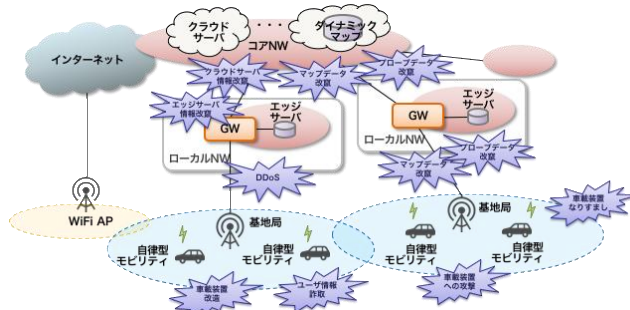 クラウド
サーバ
・・・
ダイナミック
マップ
コアNW
インターネット
クラウドサーバ
情報改竄
マップデータ
改竄
プローブデータ
改竄
エッジサーバ
情報改竄
エッジ
サーバ
GW
ローカルNW
エッジ
サーバ
GW
ローカルNW
プローブデータ
改竄
マップデータ
改竄
DDoS
車載装置
なりすまし
WiFi AP
基地局
基地局
自律型
モビリティ
自律型
モビリティ
自律型
モビリティ
自律型
モビリティ
車載装置
改造
ユーザ情報
詐取
車載装置
への攻撃